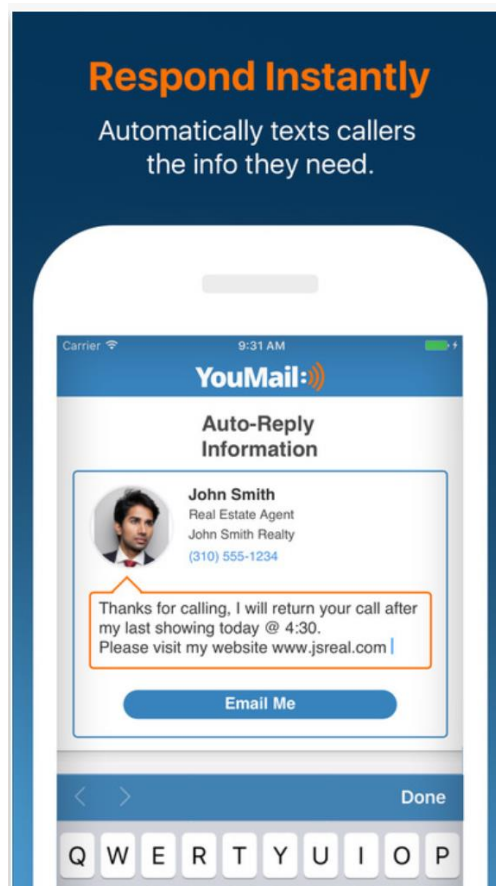 Respond Instantly
Automatically texts callers
the info they need.
Carrier 9:31 AM
YouMail:
Auto-Reply
Information
John Smith
Real Estate Agent
John Smith Realty
(310) 555-1234
Thanks for calling, I will return your call after
my last showing today @ 4:30.
Please visit my website www.jsreal.com
Email Me
Done
Q W E R T Y U I O P